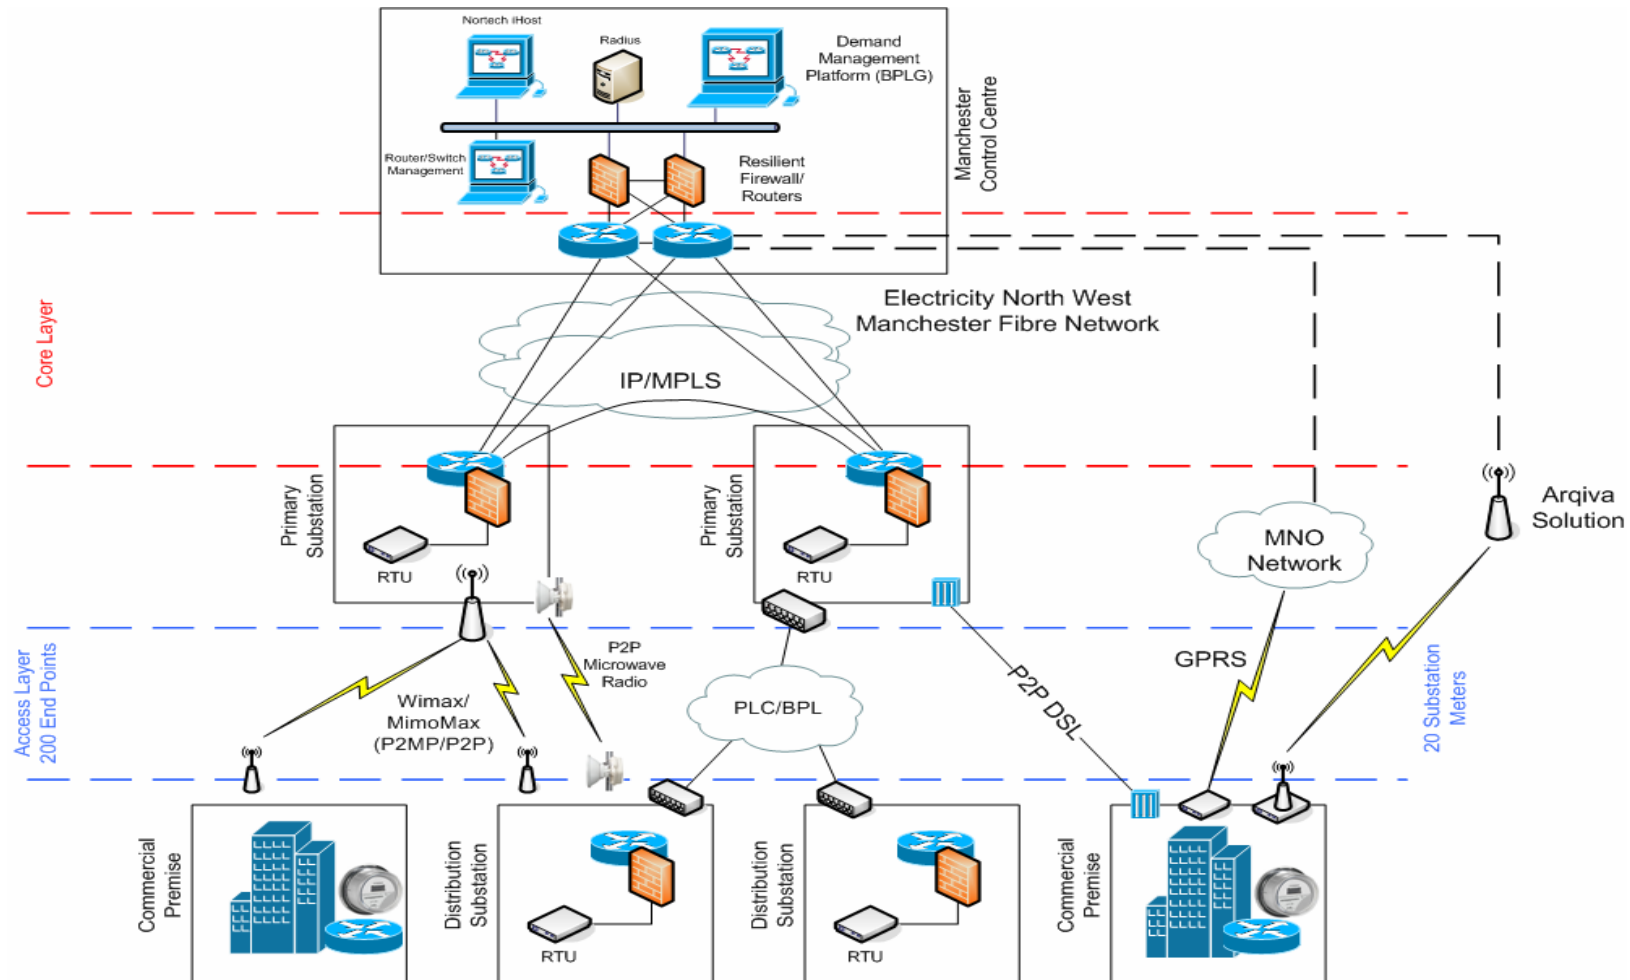 Nortech iHost
Radius
Demand
Management
Platform (BPLG)
Router/Switch
Management
Resilient
Firewall/
Routers
Manchester
Control Centre
Core Layer
Electricity North West
Manchester Fibre Network
IP/MPLS
Primary
Substation
RTU
Primary
Substation
RTU
MNO
Network
Arqiva
Solution
Access Layer
200 End Points
Wimax/
MimoMax
(P2MP/P2P)
P2P
Microwave
Radio
PLC/BPL
P2P DSL
GPRS
20 Substation
Meters
Commercial
Premise
Distribution
Substation
RTU
Distribution
Substation
RTU
Commercial
Premise